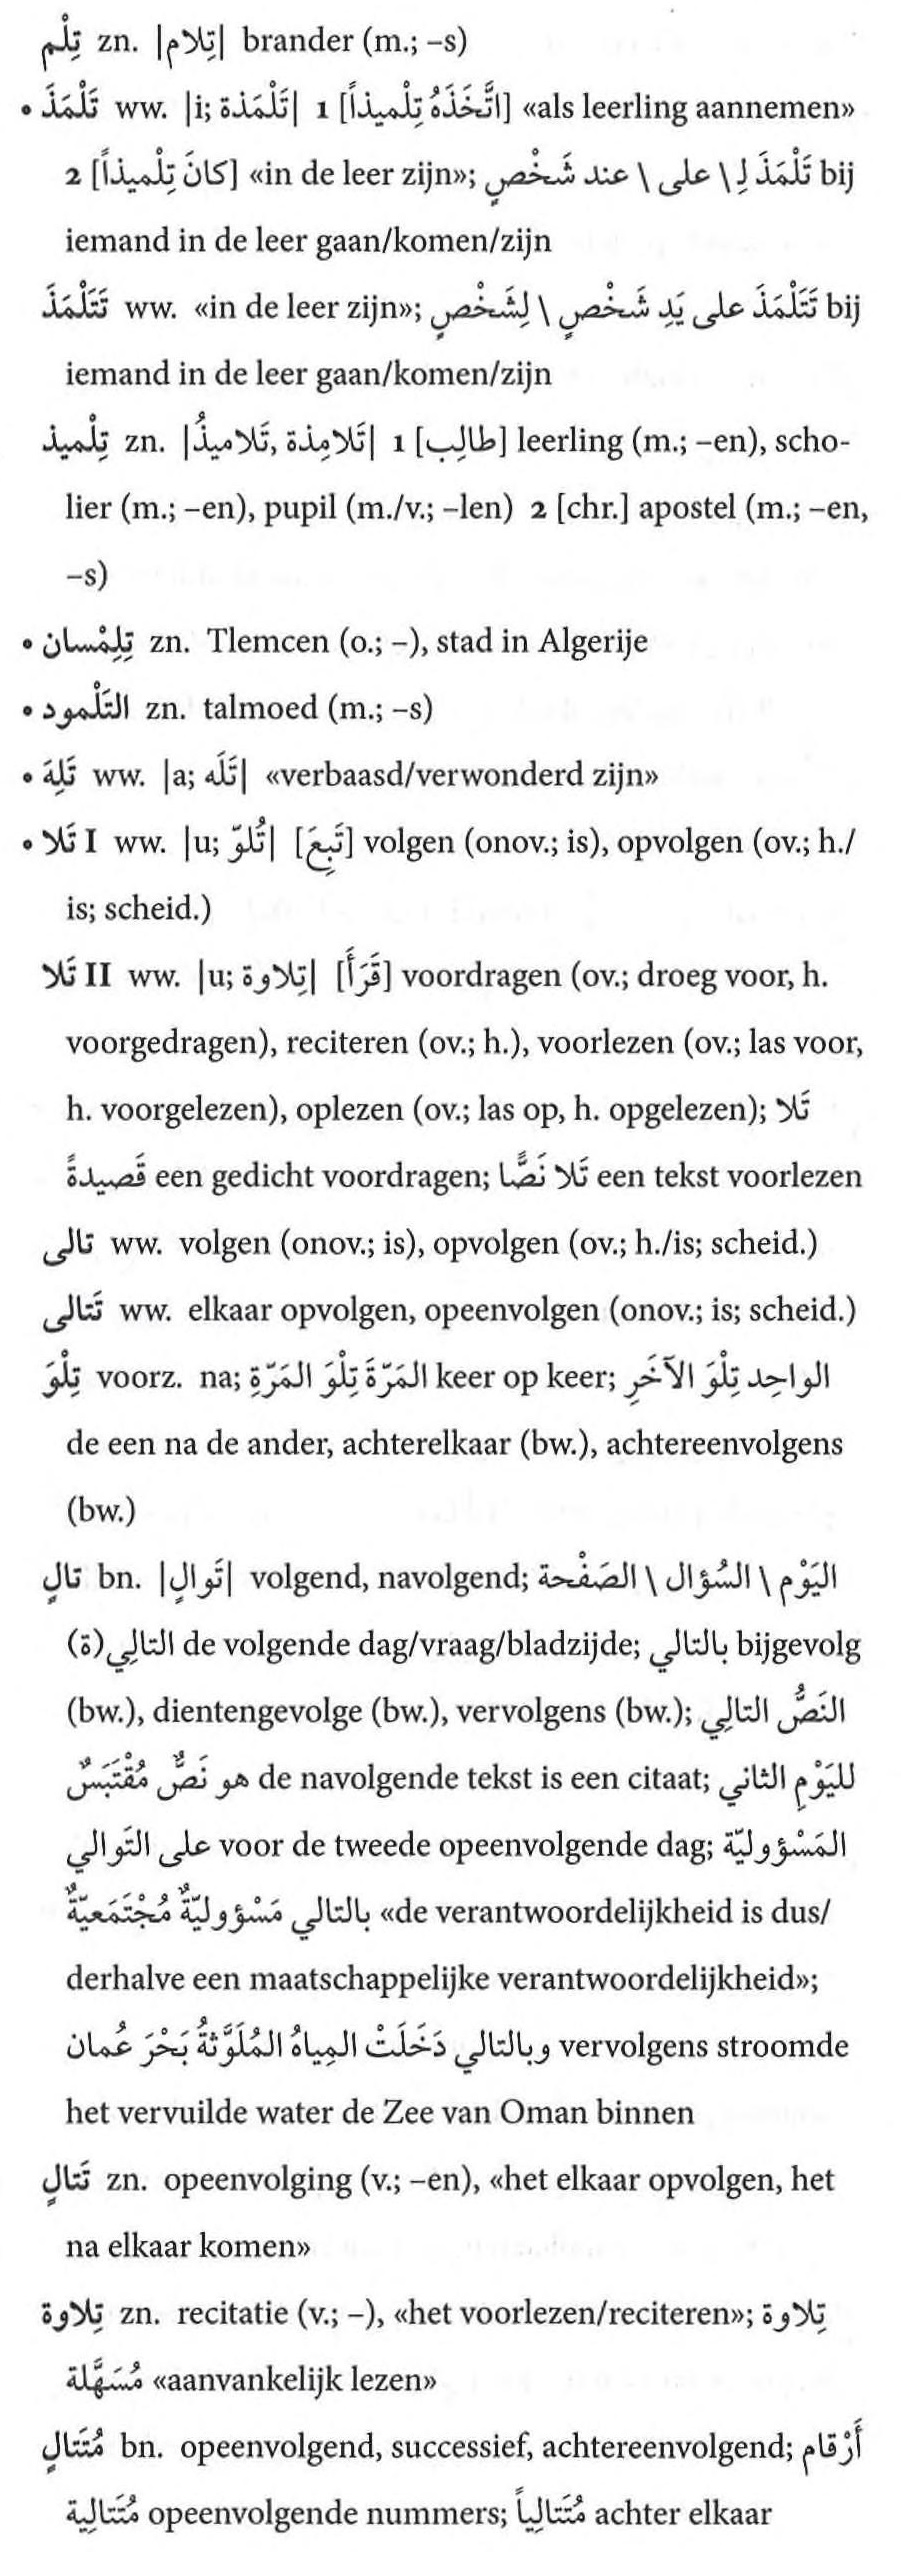 تِلْم zn. |تِلام| brander (m.; –s)
• تَلْمَذَ ww. |i; تَلْمَذة| 1 [اتَّخَذَهُ تِلْميذاً] «als leerling aannemen»
2 [كانَ تِلْميذاً] «in de leer zijn»; تَلْمَذَ لِ\ على \ عند شَخْصٍ bij
iemand in de leer gaan/komen/zijn
تَتَلْمَذَ ww. «in de leer zijn»; تَتَلْمَذَ على يَدِ شَخْصٍ \ لِشَخْصٍ bij
iemand in de leer gaan/komen/zijn
تِلْميذ zn. |تَلامِذة, تَلاميذُ| 1 [طالِب] leerling (m.; –en), scho-
lier (m.; –en), pupil (m./v.; –len) 2 [chr.] apostel (m.; –en,
–s)
• تِلِمْسان zn. Tlemcen (o.; –), stad in Algerije
• التَلْمود zn. talmoed (m.; –s)
• تَلِهَ ww. |a; تَلَه| «verbaasd/verwonderd zijn»
• تَلا I ww. |u; تُلوّ| [تَبِعَ] volgen (onov.; is), opvolgen (ov.; h./
is; scheid.)
تَلا II ww. |u; تِلاوة| [قَرَأَ] voordragen (ov.; droeg voor, h.
voorgedragen), reciteren (ov.; h.), voorlezen (ov.; las voor,
h. voorgelezen), oplezen (ov.; las op, h. opgelezen); تَلا
قَصيدةً een gedicht voordragen; تَلا نَصًّا een tekst voorlezen
تالى ww. volgen (onov.; is), opvolgen (ov.; h./is; scheid.)
تَتالى ww. elkaar opvolgen, opeenvolgen (onov.; is; scheid.)
تِلْوَ voorz. na; المَرّةَ تِلْوَ المَرّةِ keer op keer; الواحِد تِلْوَ الآخَرِ
de een na de ander, achterelkaar (bw.), achtereenvolgens
(bw.)
تالٍ bn. |تَوالٍ| volgend, navolgend; اليَوْم \ السُؤال \ الصَفْحة
التالِي(ة) de volgende dag/vraag/bladzijde; بالتالي bijgevolg
(bw.), dientengevolge (bw.), vervolgens (bw.); النَصُّ التالِي
هو نَصٌّ مُقْتَبَسٌ de navolgende tekst is een citaat; لليَوْمِ الثاني
على التَوالي voor de tweede opeenvolgende dag; المَسْؤوليّة
بالتالي مَسْؤوليّةٌ مُجْتَمَعيّةٌ «de verantwoordelijkheid is dus/
derhalve een maatschappelijke verantwoordelijkheid»;
وبالتالي دَخَلَتْ المِياهُ المُلَوَّثةُ بَحْرَ عُمان vervolgens stroomde
het vervuilde water de Zee van Oman binnen
تَتالٍ zn. opeenvolging (v.; –en), «het elkaar opvolgen, het
na elkaar komen»
تِلاوة zn. recitatie (v.; –), «het voorlezen/reciteren»; تِلاوة
مُسَهَّلة «aanvankelijk lezen»
مُتَتالٍ bn. opeenvolgend, successief, achtereenvolgend; أَرْقام
مُتَتالِية opeenvolgende nummers; مُتَتالِياً achter elkaar